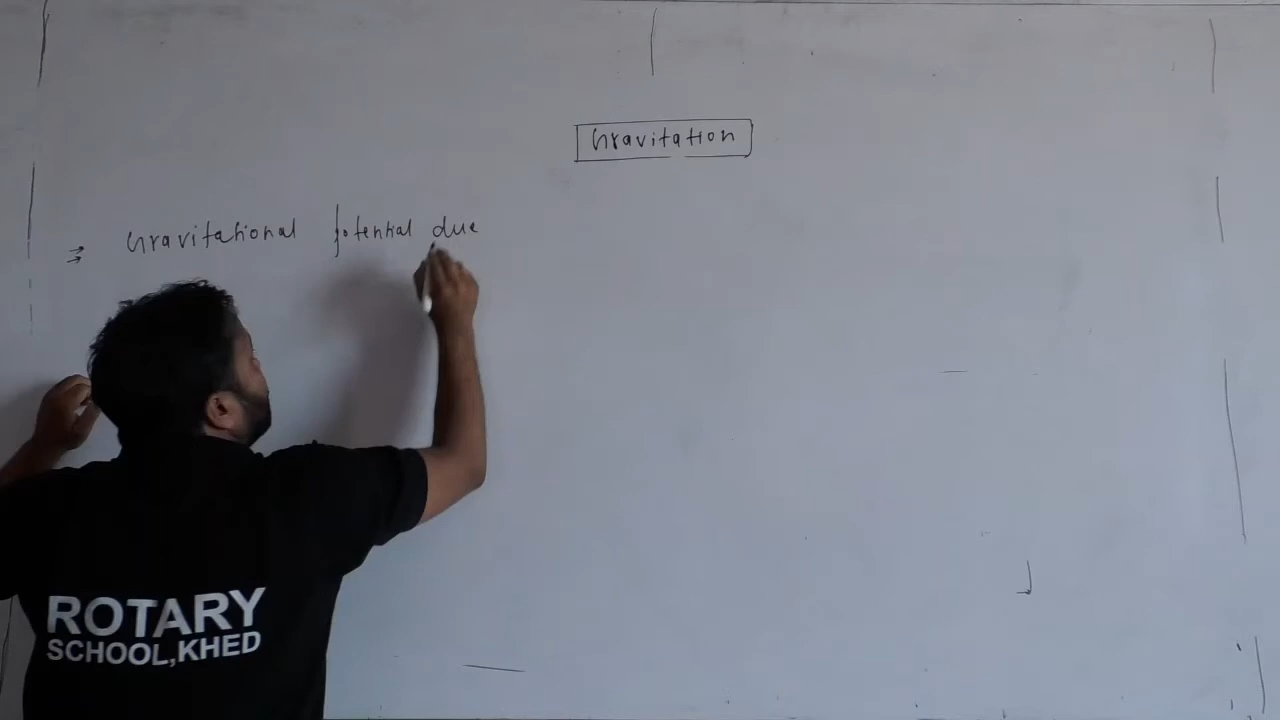 Gravitation
⇒ Gravitational potential due
ROTARY
SCHOOL,KHED